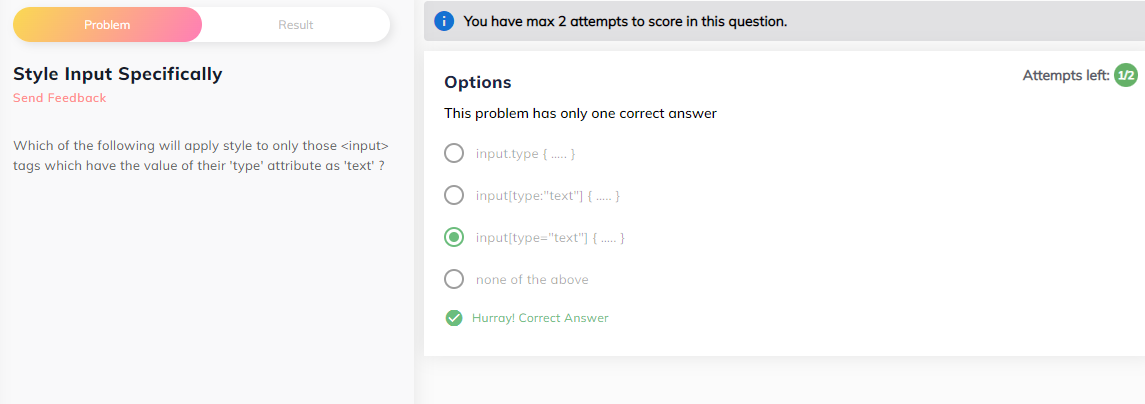 Problem
Result
Style Input Specifically
Send Feedback
Which of the following will apply style to only those <input>
tags which have the value of their 'type' attribute as 'text' ?
i
You have max 2 attempts to score in this question.
Options
Attempts left: 1/2
This problem has only one correct answer
input.type { ..... }
input[type:"text"] { ..... }
input[type="text"] { ..... }
none of the above
Hurray! Correct Answer